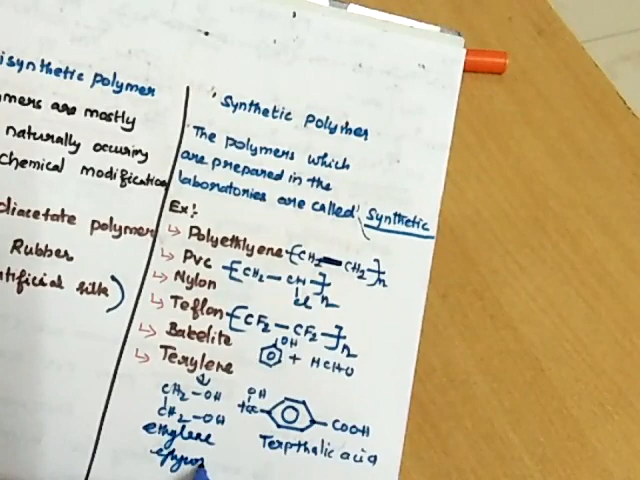 isynthetic polymer
mers are mostly
naturally occuring
chemical modification
diacetate polymer
Rubber
tificial silk)
Synthetic polymer
The polymers which
are prepared in the
laboratories are called Synthetic
Ex:
↳ Polyethlyene {CH2 — CH2}n
↳ Pvc {CH2 — CH}n
Cl
↳ Nylon
↳ Teflon {CF2 — CF2}n
↳ Bakelite OH + HCHO
↳ Terylene
CH2 — OH
CH2 — OH
ethylene
OH
COOH
Terpthalic acid